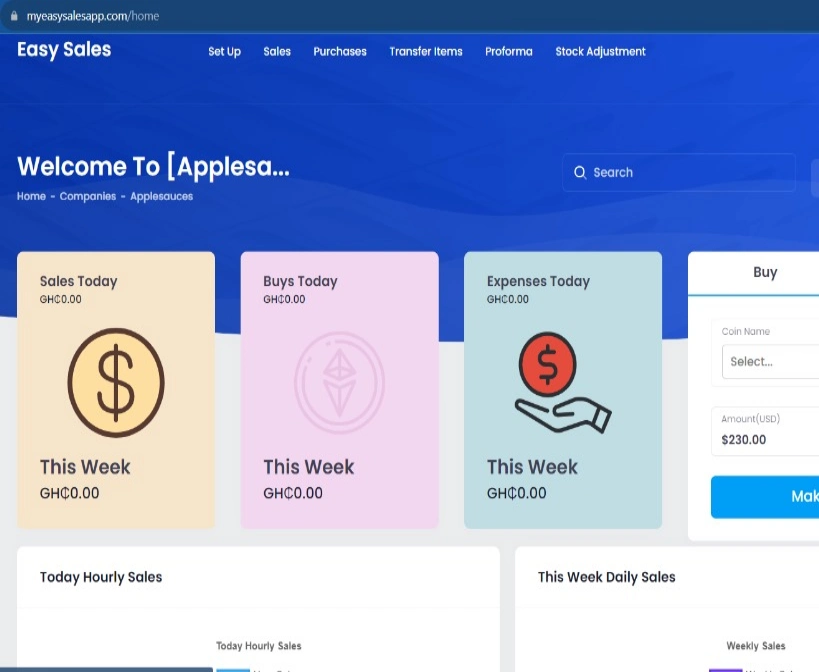 myeasysalesapp.com/home
Easy Sales
Set Up Sales Purchases Transfer Items Proforma Stock Adjustment
Welcome To [Applesa...
Search
Home - Companies - Applesauces
Sales Today
GH₵0.00
This Week
GH₵0.00
Buys Today
GH₵0.00
This Week
GH₵0.00
Expenses Today
GH₵0.00
This Week
GH₵0.00
Buy
Coin Name
Select...
Amount(USD)
$230.00
Mak
Today Hourly Sales
Today Hourly Sales
This Week Daily Sales
Weekly Sales